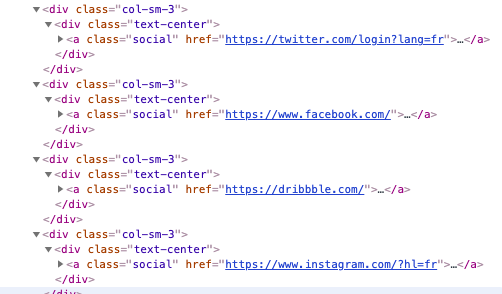 <div class="col-sm-3">
<div class="text-center">
<a class="social" href="https://twitter.com/login?lang=fr">…</a>
</div>
</div>
<div class="col-sm-3">
<div class="text-center">
<a class="social" href="https://www.facebook.com/">…</a>
</div>
</div>
<div class="col-sm-3">
<div class="text-center">
<a class="social" href="https://dribbble.com/">…</a>
</div>
</div>
<div class="col-sm-3">
<div class="text-center">
<a class="social" href="https://www.instagram.com/?hl=fr">…</a>
</div>
</div>